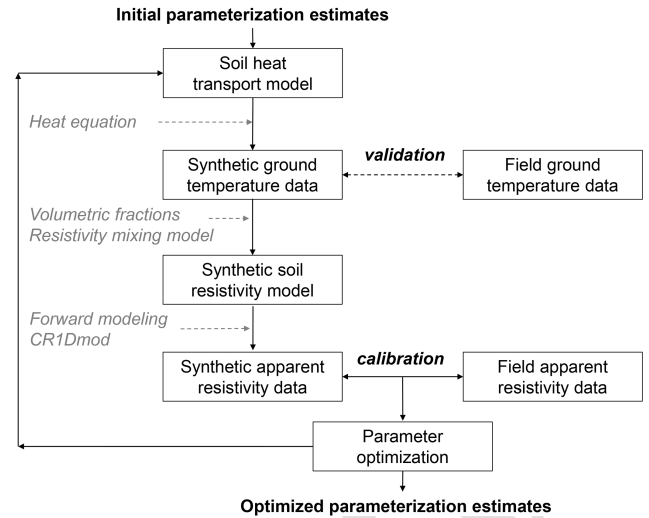 Initial parameterization estimates
Soil heat
transport model
Heat equation
Synthetic ground
temperature data
validation
Field ground
temperature data
Volumetric fractions
Resistivity mixing model
Synthetic soil
resistivity model
Forward modeling
CR1Dmod
Synthetic apparent
resistivity data
calibration
Field apparent
resistivity data
Parameter
optimization
Optimized parameterization estimates